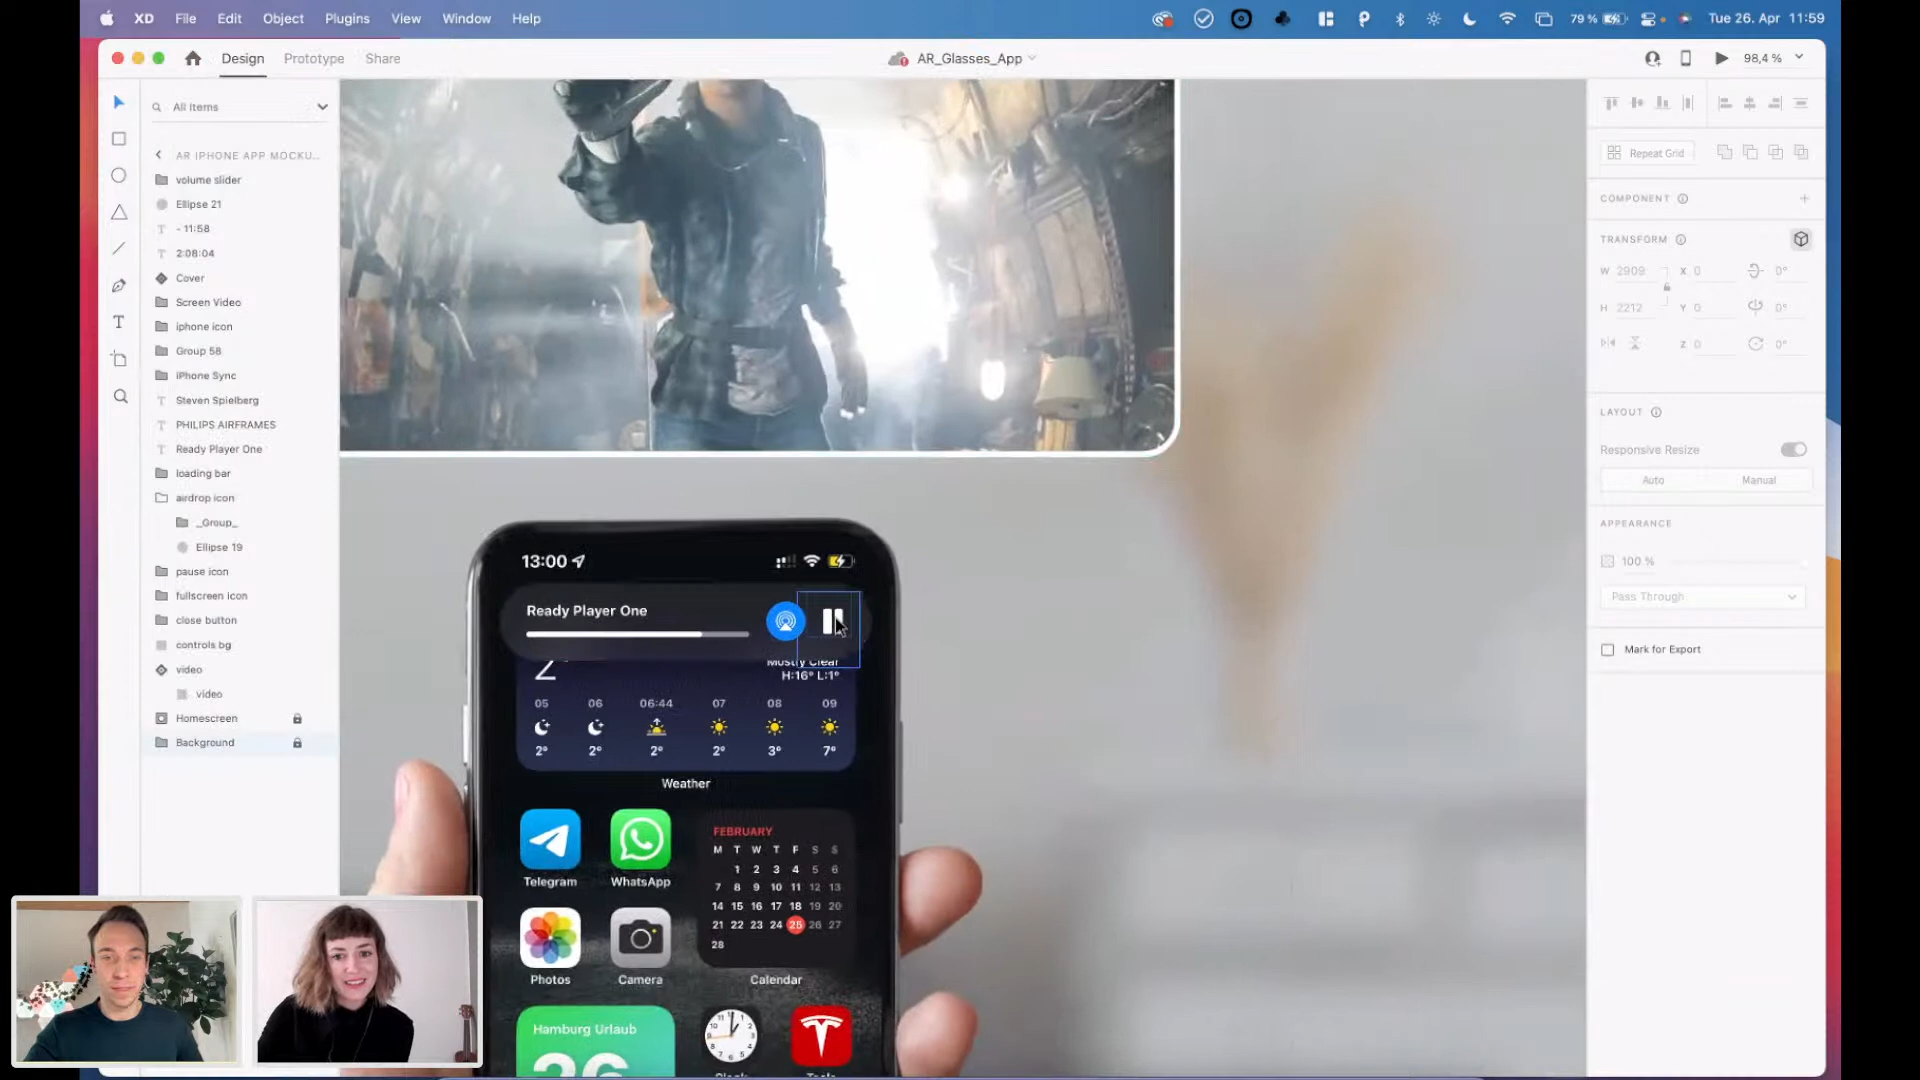 XD File Edit Object Plugins View Window Help
79 % Tue 26. Apr 11:59
Design Prototype Share
AR_Glasses_App
98,4 %
All Items
AR IPHONE APP MOCKU...
volume slider
Ellipse 21
- 11:58
2:08:04
Cover
Screen Video
iphone icon
Group 58
iPhone Sync
Steven Spielberg
PHILIPS AIRFRAMES
Ready Player One
loading bar
airdrop icon
_Group_
Ellipse 19
pause icon
fullscreen icon
close button
controls bg
video
video
Homescreen
Background
13:00
Ready Player One
Mostly Clear
H:16° L:1°
05 06 06:44 07 08 09
2° 2° 2° 2° 3° 7°
Weather
Telegram
WhatsApp
FEBRUARY
M T W T F S S
1 2 3 4 5 6
7 8 9 10 11 12 13
14 15 16 17 18 19 20
21 22 23 24 25 26 27
28
Photos
Camera
Calendar
Hamburg Urlaub
26
Repeat Grid
COMPONENT
TRANSFORM
W 2909 X 0 0°
H 2212 Y 0 0°
Z 0 0°
LAYOUT
Responsive Resize
Auto Manual
APPEARANCE
100 %
Pass Through
Mark for Export